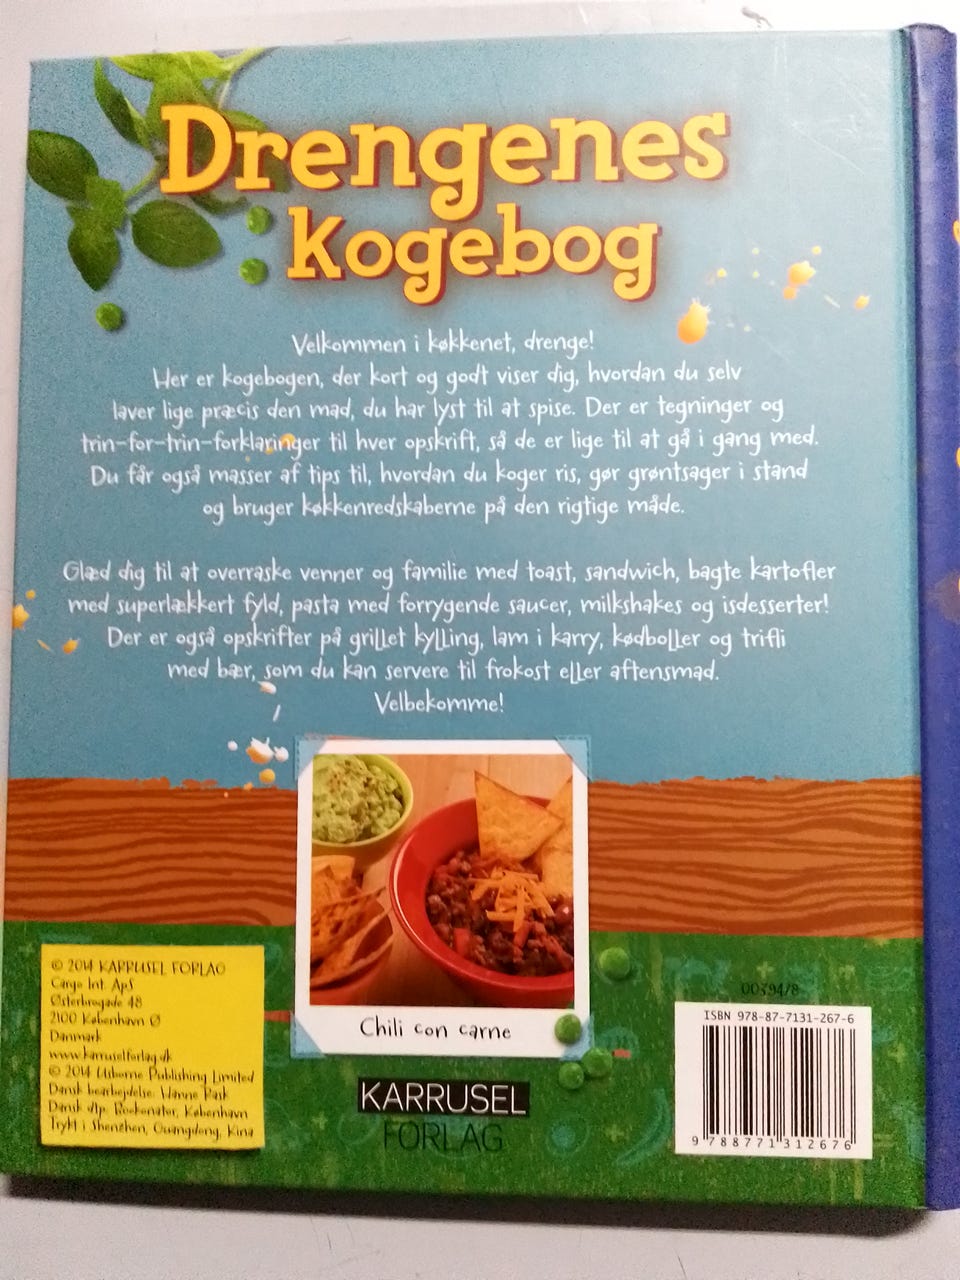 Drengenes
kogebog
Velkommen i køkkenet, drenge!
Her er kogebogen, der kort og godt viser dig, hvordan du selv
laver lige præcis den mad, du har lyst til at spise. Der er tegninger og
trin-for-trin-forklaringer til hver opskrift, så de er lige til at gå i gang med.
Du får også masser af tips til, hvordan du koger ris, gør grøntsager i stand
og bruger køkkenredskaberne på den rigtige måde.
Glæd dig til at overraske venner og familie med toast, sandwich, bagte kartofler
med superlækkert fyld, pasta med forrygende saucer, milkshakes og isdesserter!
Der er også opskrifter på grillet kylling, lam i karry, kødboller og trifli
med bær, som du kan servere til frokost eller aftensmad.
Velbekomme!
Chili con carne
© 2014 KARRUSEL FORLAG
Cargo Int. ApS
Østerbrogade 48
2100 København Ø
Danmark
www.karruselforlag.dk
© 2014 Usborne Publishing Limited
Dansk bearbejdelse: Hanne Rask
Dansk dtp: Bookenator, København
Trykt i Shenzhen, Guangdong, Kina
KARRUSEL
FORLAG
00394/8
ISBN 978-87-7131-267-6
9 788771 312676